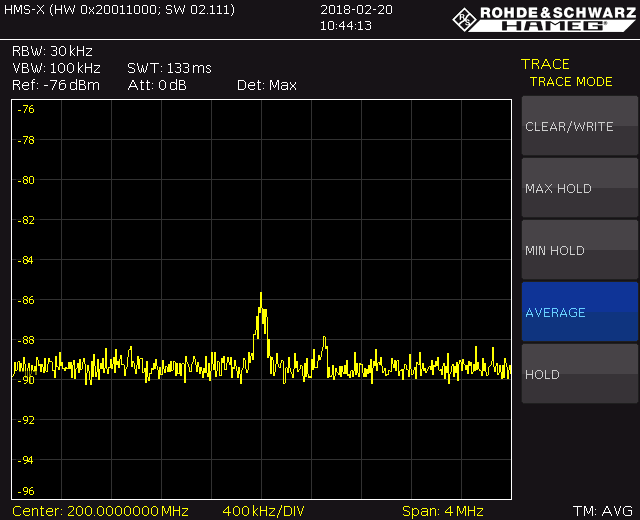 HMS-X (HW 0x20011000; SW 02.111)
2018-02-20
10:44:13
ROHDE & SCHWARZ
HAMEG
RBW: 30 kHz
VBW: 100 kHz SWT: 133 ms
Ref: -76 dBm Att: 0 dB Det: Max
TRACE
TRACE MODE
CLEAR/WRITE
MAX HOLD
MIN HOLD
AVERAGE
HOLD
-76
-78
-80
-82
-84
-86
-88
-90
-92
-94
-96
Center: 200.0000000 MHz 400 kHz/DIV Span: 4 MHz
TM: AVG